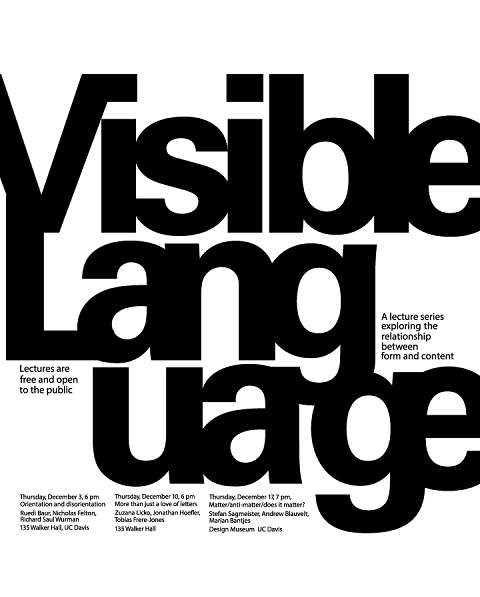 Visible
Lang
uage
A lecture series
exploring the
relationship
between
form and content
Lectures are
free and open
to the public
Thursday, December 3, 6 pm
Orientation and disorientation
Ruedi Baur, Nicholas Felton,
Richard Saul Wurman
135 Walker Hall, UC Davis
Thursday, December 10, 6 pm
More than just a love of letters
Zuzana Licko, Jonathan Hoefler,
Tobias Frere-Jones
135 Walker Hall
Thursday, December 17, 7 pm,
Matter/anti-matter/does it matter?
Stefan Sagmeister, Andrew Blauvelt,
Marian Bantjes
Design Museum UC Davis